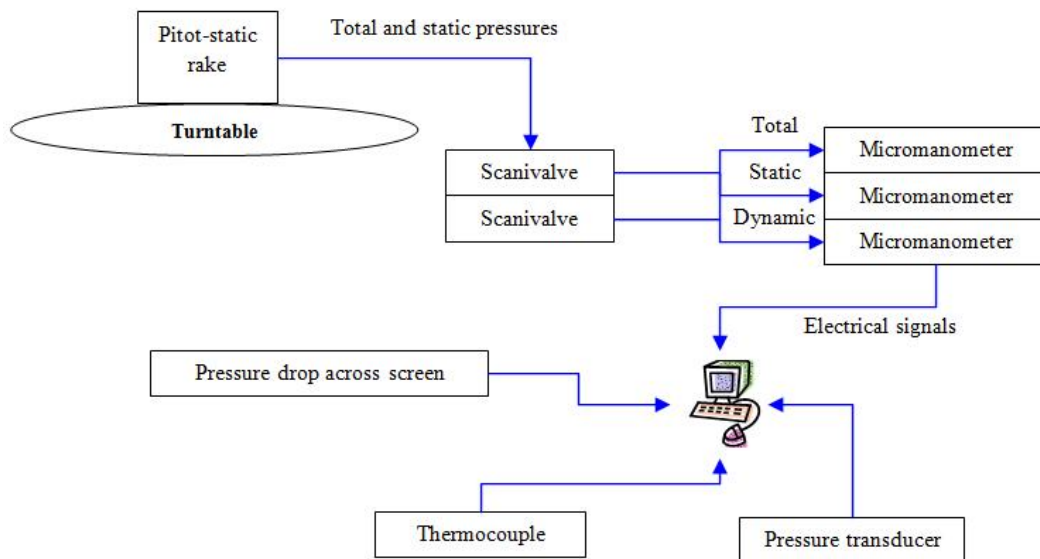 Pitot-static
rake
Total and static pressures
Turntable
Total
Micromanometer
Scanivalve
Static
Micromanometer
Scanivalve
Dynamic
Micromanometer
Electrical signals
Pressure drop across screen
Thermocouple
Pressure transducer